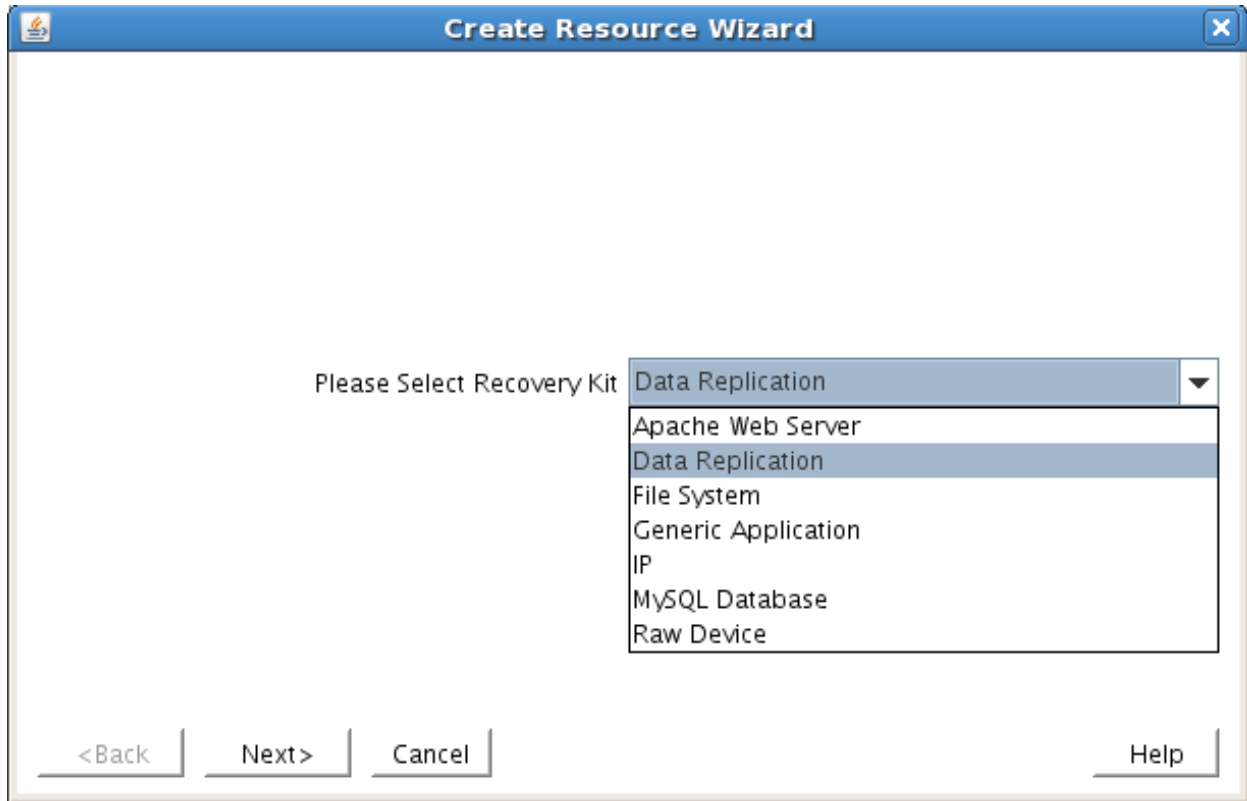 Create Resource Wizard
Please Select Recovery Kit Data Replication
Apache Web Server
Data Replication
File System
Generic Application
IP
MySQL Database
Raw Device
<Back Next> Cancel Help